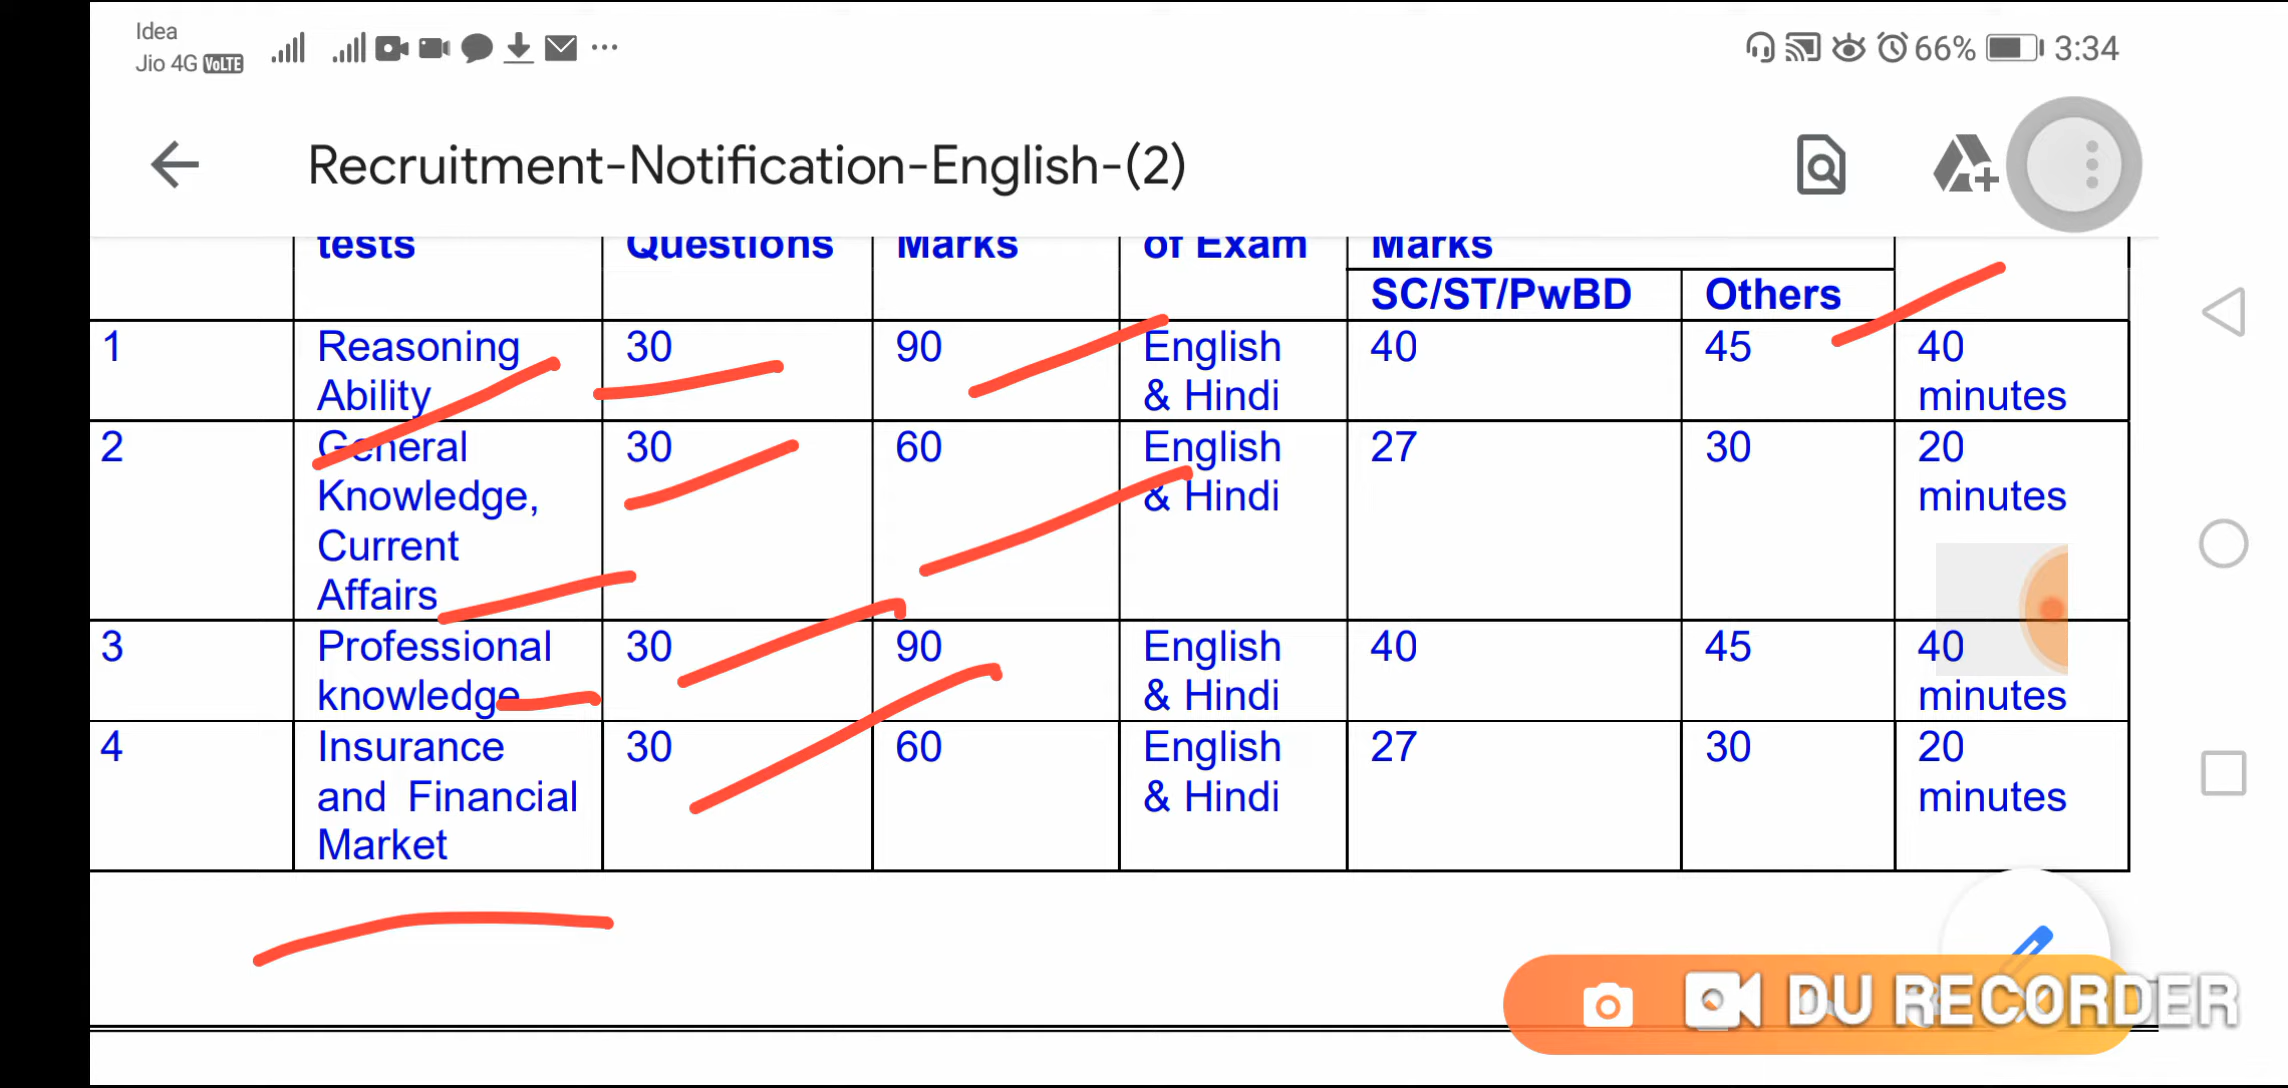 Idea
Jio 4G VoLTE
66% 3:34
Recruitment-Notification-English-(2)
tests Questions Marks of Exam Marks
SC/ST/PwBD Others
1 Reasoning 30 90 English 40 45 40
Ability & Hindi minutes
2 General 30 60 English 27 30 20
Knowledge, & Hindi minutes
Current
Affairs
3 Professional 30 90 English 40 45 40
knowledge & Hindi minutes
4 Insurance 30 60 English 27 30 20
and Financial & Hindi minutes
Market
DU RECORDER